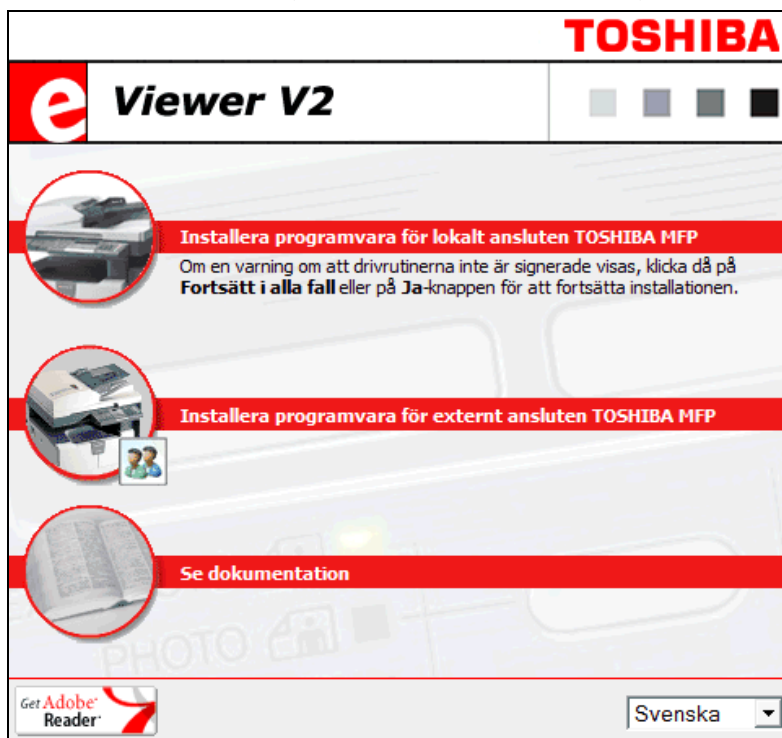 TOSHIBA
e Viewer V2
Installera programvara för lokalt ansluten TOSHIBA MFP
Om en varning om att drivrutinerna inte är signerade visas, klicka då på
Fortsätt i alla fall eller på Ja-knappen för att fortsätta installationen.
Installera programvara för externt ansluten TOSHIBA MFP
Se dokumentation
PHOTO
Get Adobe®
Reader®
Svenska